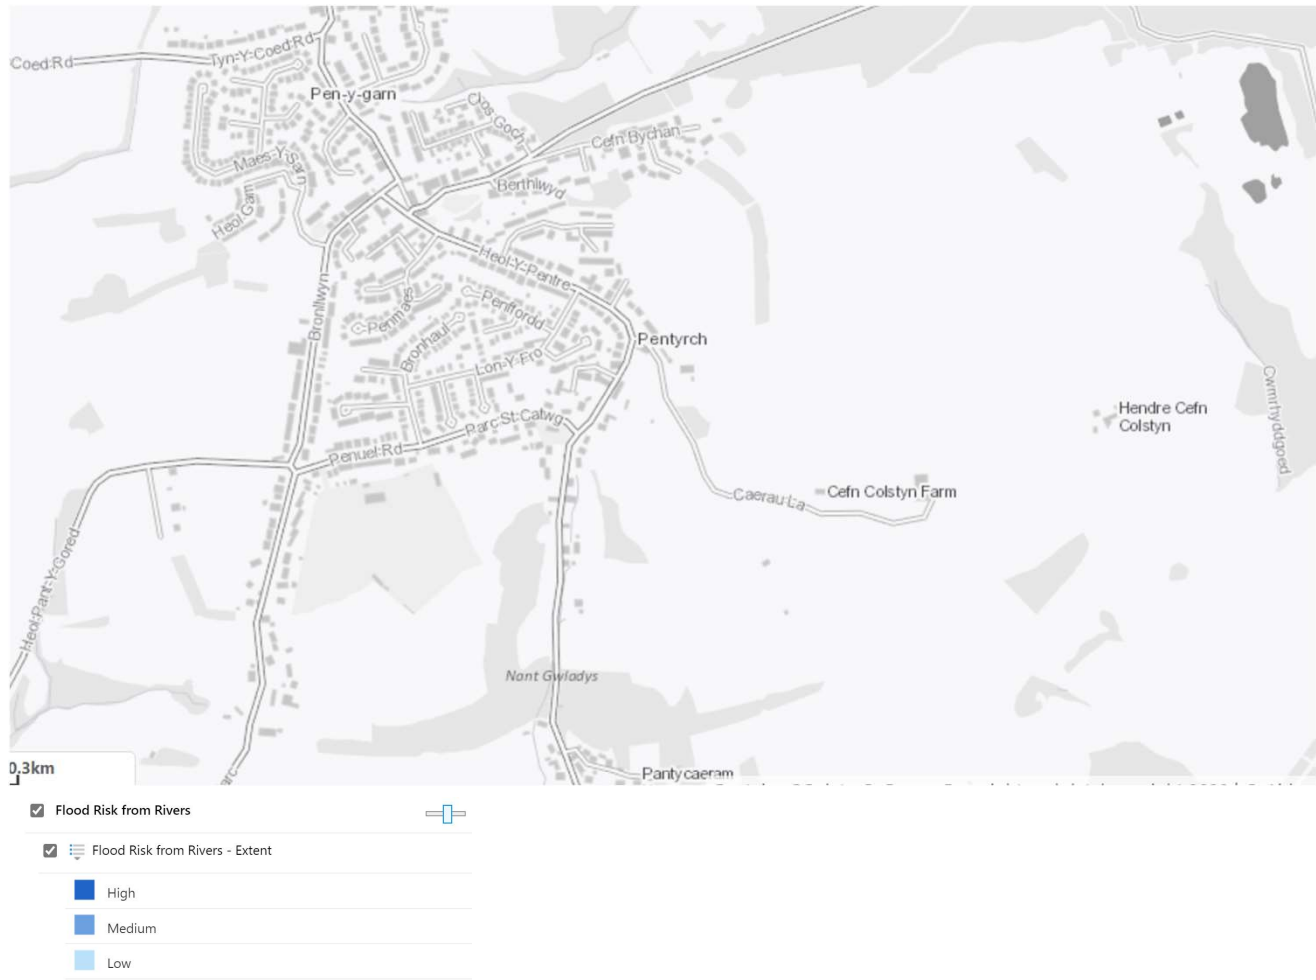 Coed Rd
Tyn-Y-Coed Rd
Pen-y-garn
Clos Goch
Cefn Bychan
Maes-Y-Sarn
Berthlwyd
Heol Gam
Heol-Y-Pentre
Bronllwyn
Penmaes
Penffordd
Bronhaul
Pentyrch
Lon-Y-Fro
Cwmrhyddgoed
Hendre Cefn
Colstyn
Parc St Catwg
Penuel Rd
Caerau La
Cefn Colstyn Farm
Heol Pant-Y-Gored
Nant Gwladys
Pantycaeram
0.3km
Flood Risk from Rivers
Flood Risk from Rivers - Extent
High
Medium
Low